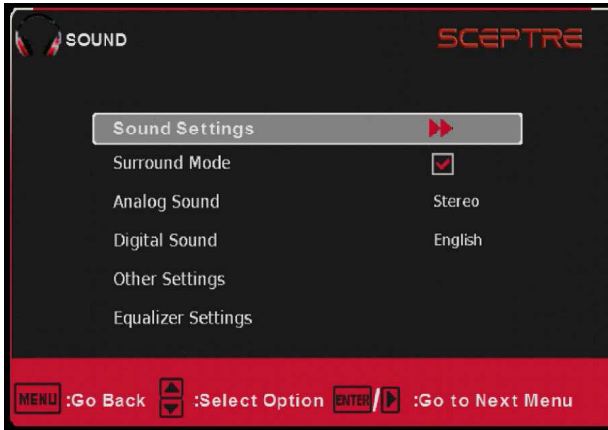 SOUND SCEPTRE
Sound Settings
Surround Mode
Analog Sound Stereo
Digital Sound English
Other Settings
Equalizer Settings
MENU :Go Back :Select Option ENTER / :Go to Next Menu